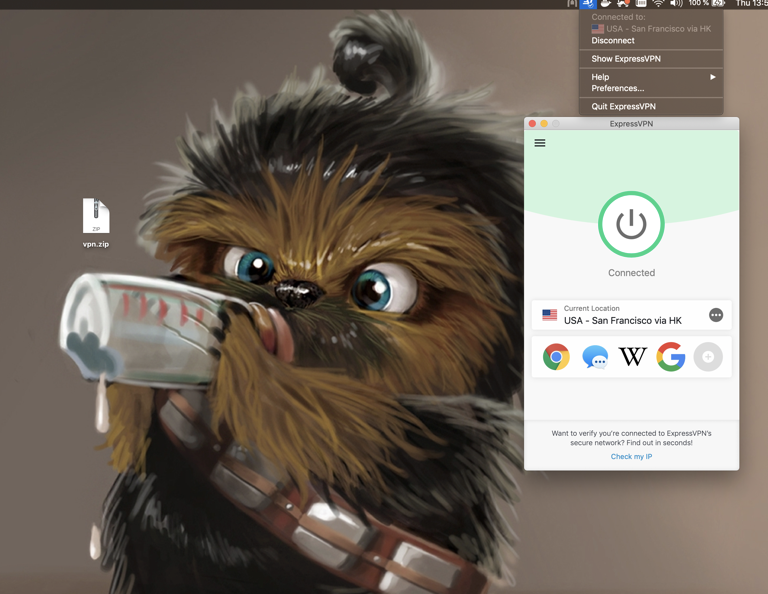 100 %
Thu 13:5
Connected to:
USA - San Francisco via HK
Disconnect
Show ExpressVPN
Help
Preferences...
Quit ExpressVPN
ExpressVPN
ZIP
vpn.zip
Connected
Current Location
USA - San Francisco via HK
W
Want to verify you're connected to ExpressVPN's
secure network? Find out in seconds!
Check my IP